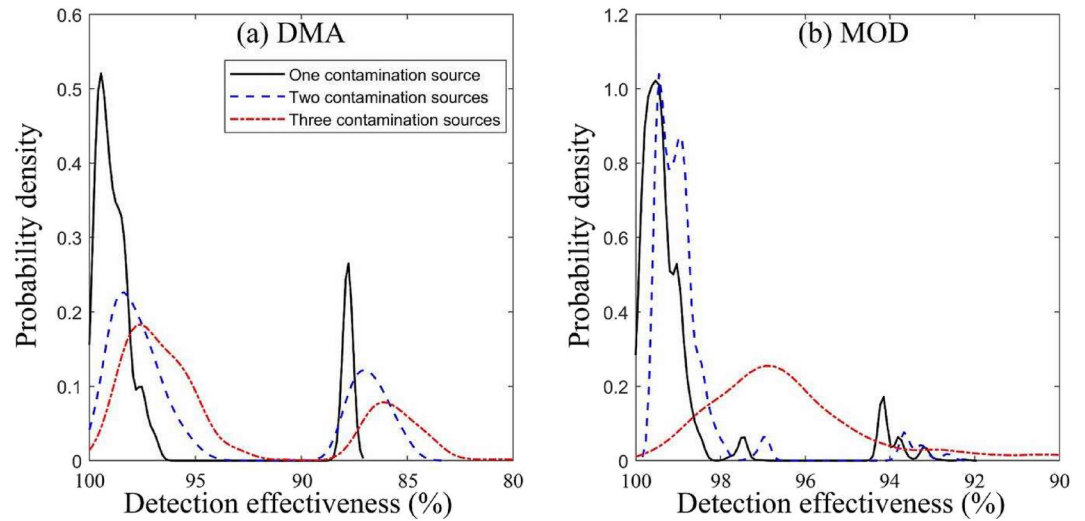 (a) DMA
0.6
0.5
0.4
0.3
0.2
0.1
0
Probability density
One contamination source
Two contamination sources
Three contamination sources
100 95 90 85 80
Detection effectiveness (%)
(b) MOD
1.2
1.0
0.8
0.6
0.4
0.2
0
Probability density
100 98 96 94 92 90
Detection effectiveness (%)